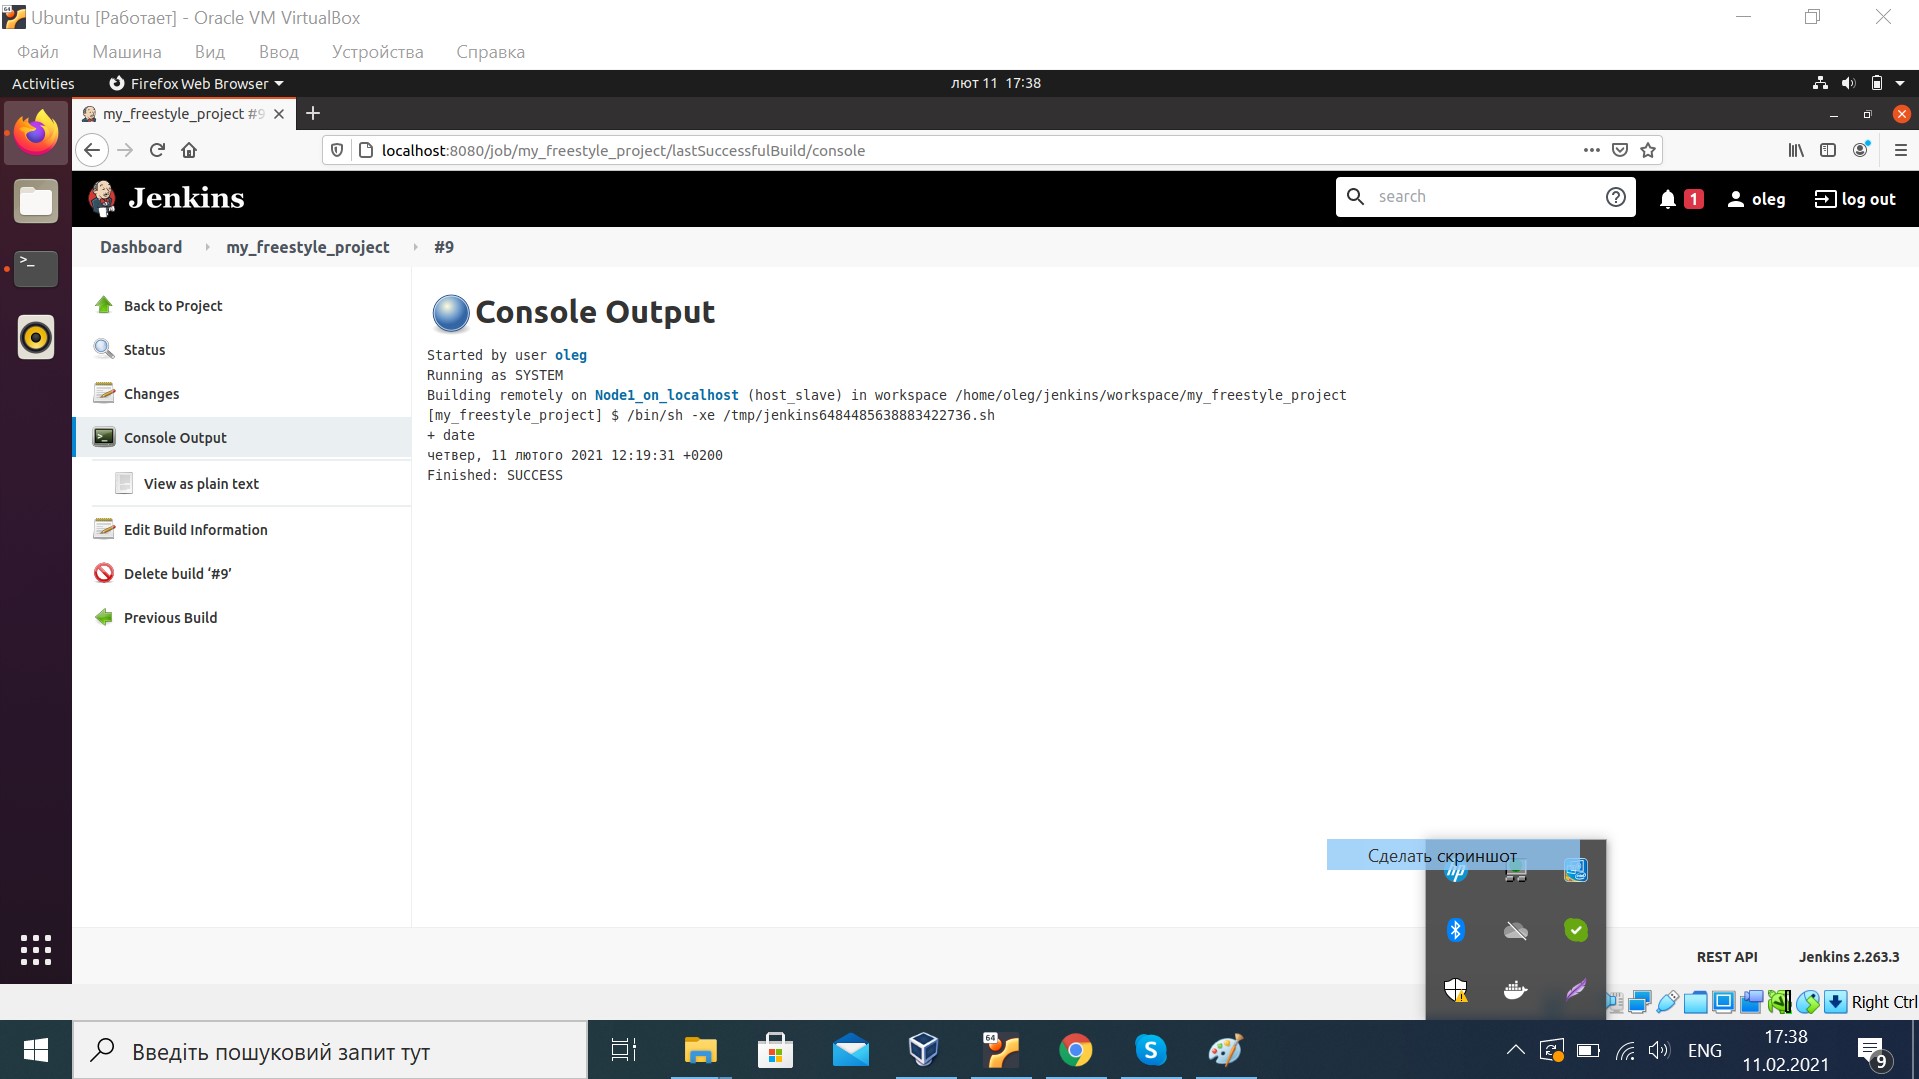 Ubuntu [Работает] - Oracle VM VirtualBox
Файл Машина Вид Ввод Устройства Справка
Activities Firefox Web Browser лют 11 17:38
my_freestyle_project #9
localhost:8080/job/my_freestyle_project/lastSuccessfulBuild/console
Jenkins search 1 oleg log out
Dashboard my_freestyle_project #9
Back to Project
Status
Changes
Console Output
View as plain text
Edit Build Information
Delete build ‘#9’
Previous Build
Console Output
Started by user oleg
Running as SYSTEM
Building remotely on Node1_on_localhost (host_slave) in workspace /home/oleg/jenkins/workspace/my_freestyle_project
[my_freestyle_project] $ /bin/sh -xe /tmp/jenkins6484485638883422736.sh
+ date
четвер, 11 лютого 2021 12:19:31 +0200
Finished: SUCCESS
Сделать скриншот
hp
REST API Jenkins 2.263.3
Right Ctrl
Введіть пошуковий запит тут
64
ENG
17:38
11.02.2021
9